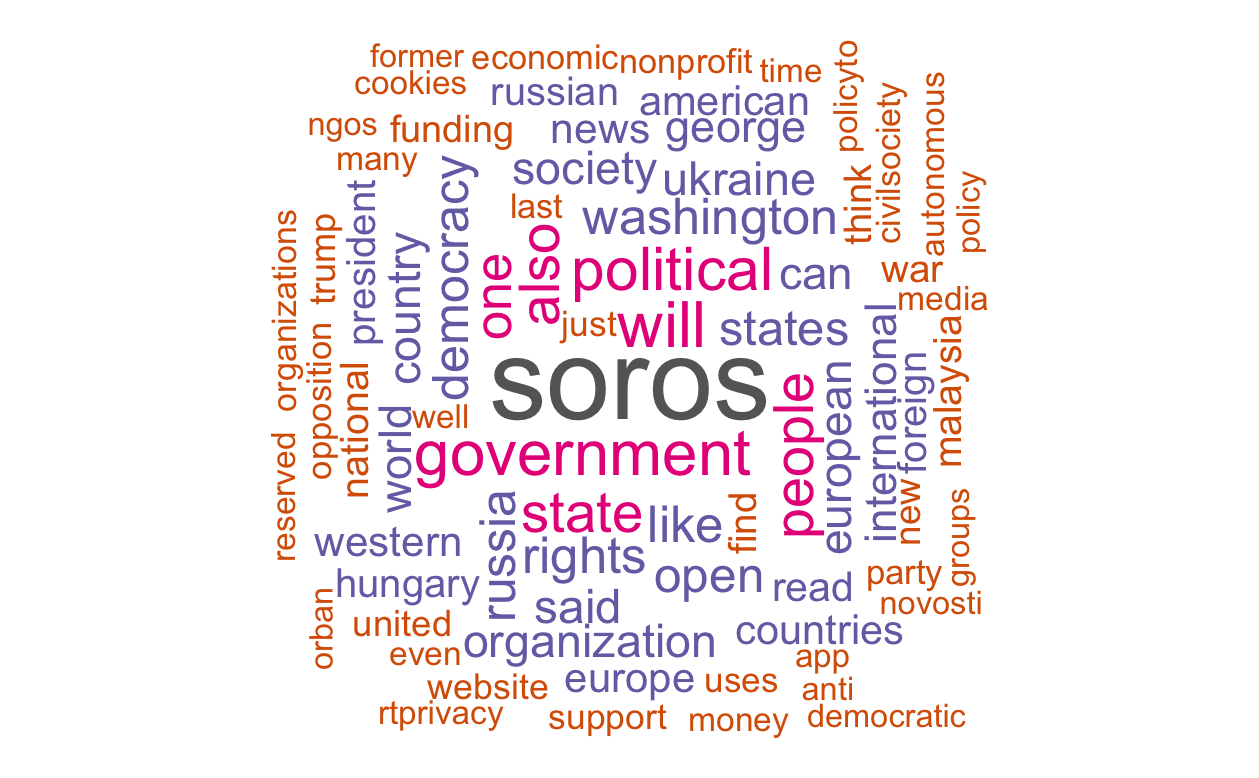 former economic nonprofit time
cookies
russian american
ngos funding news george
many
society ukraine
last washington
policyto
civilsociety
autonomous
think
policy
organizations
trump
president
country
democracy
one
also
political can war
media
just will states
soros
opposition
national
world
well
people
european
international
foreign
malaysia
government
reserved
russia
state like
find
new
groups
western rights
hungary open read party
novosti
orban
said
united organization countries
even app
website europe uses anti
rtprivacy support money democratic